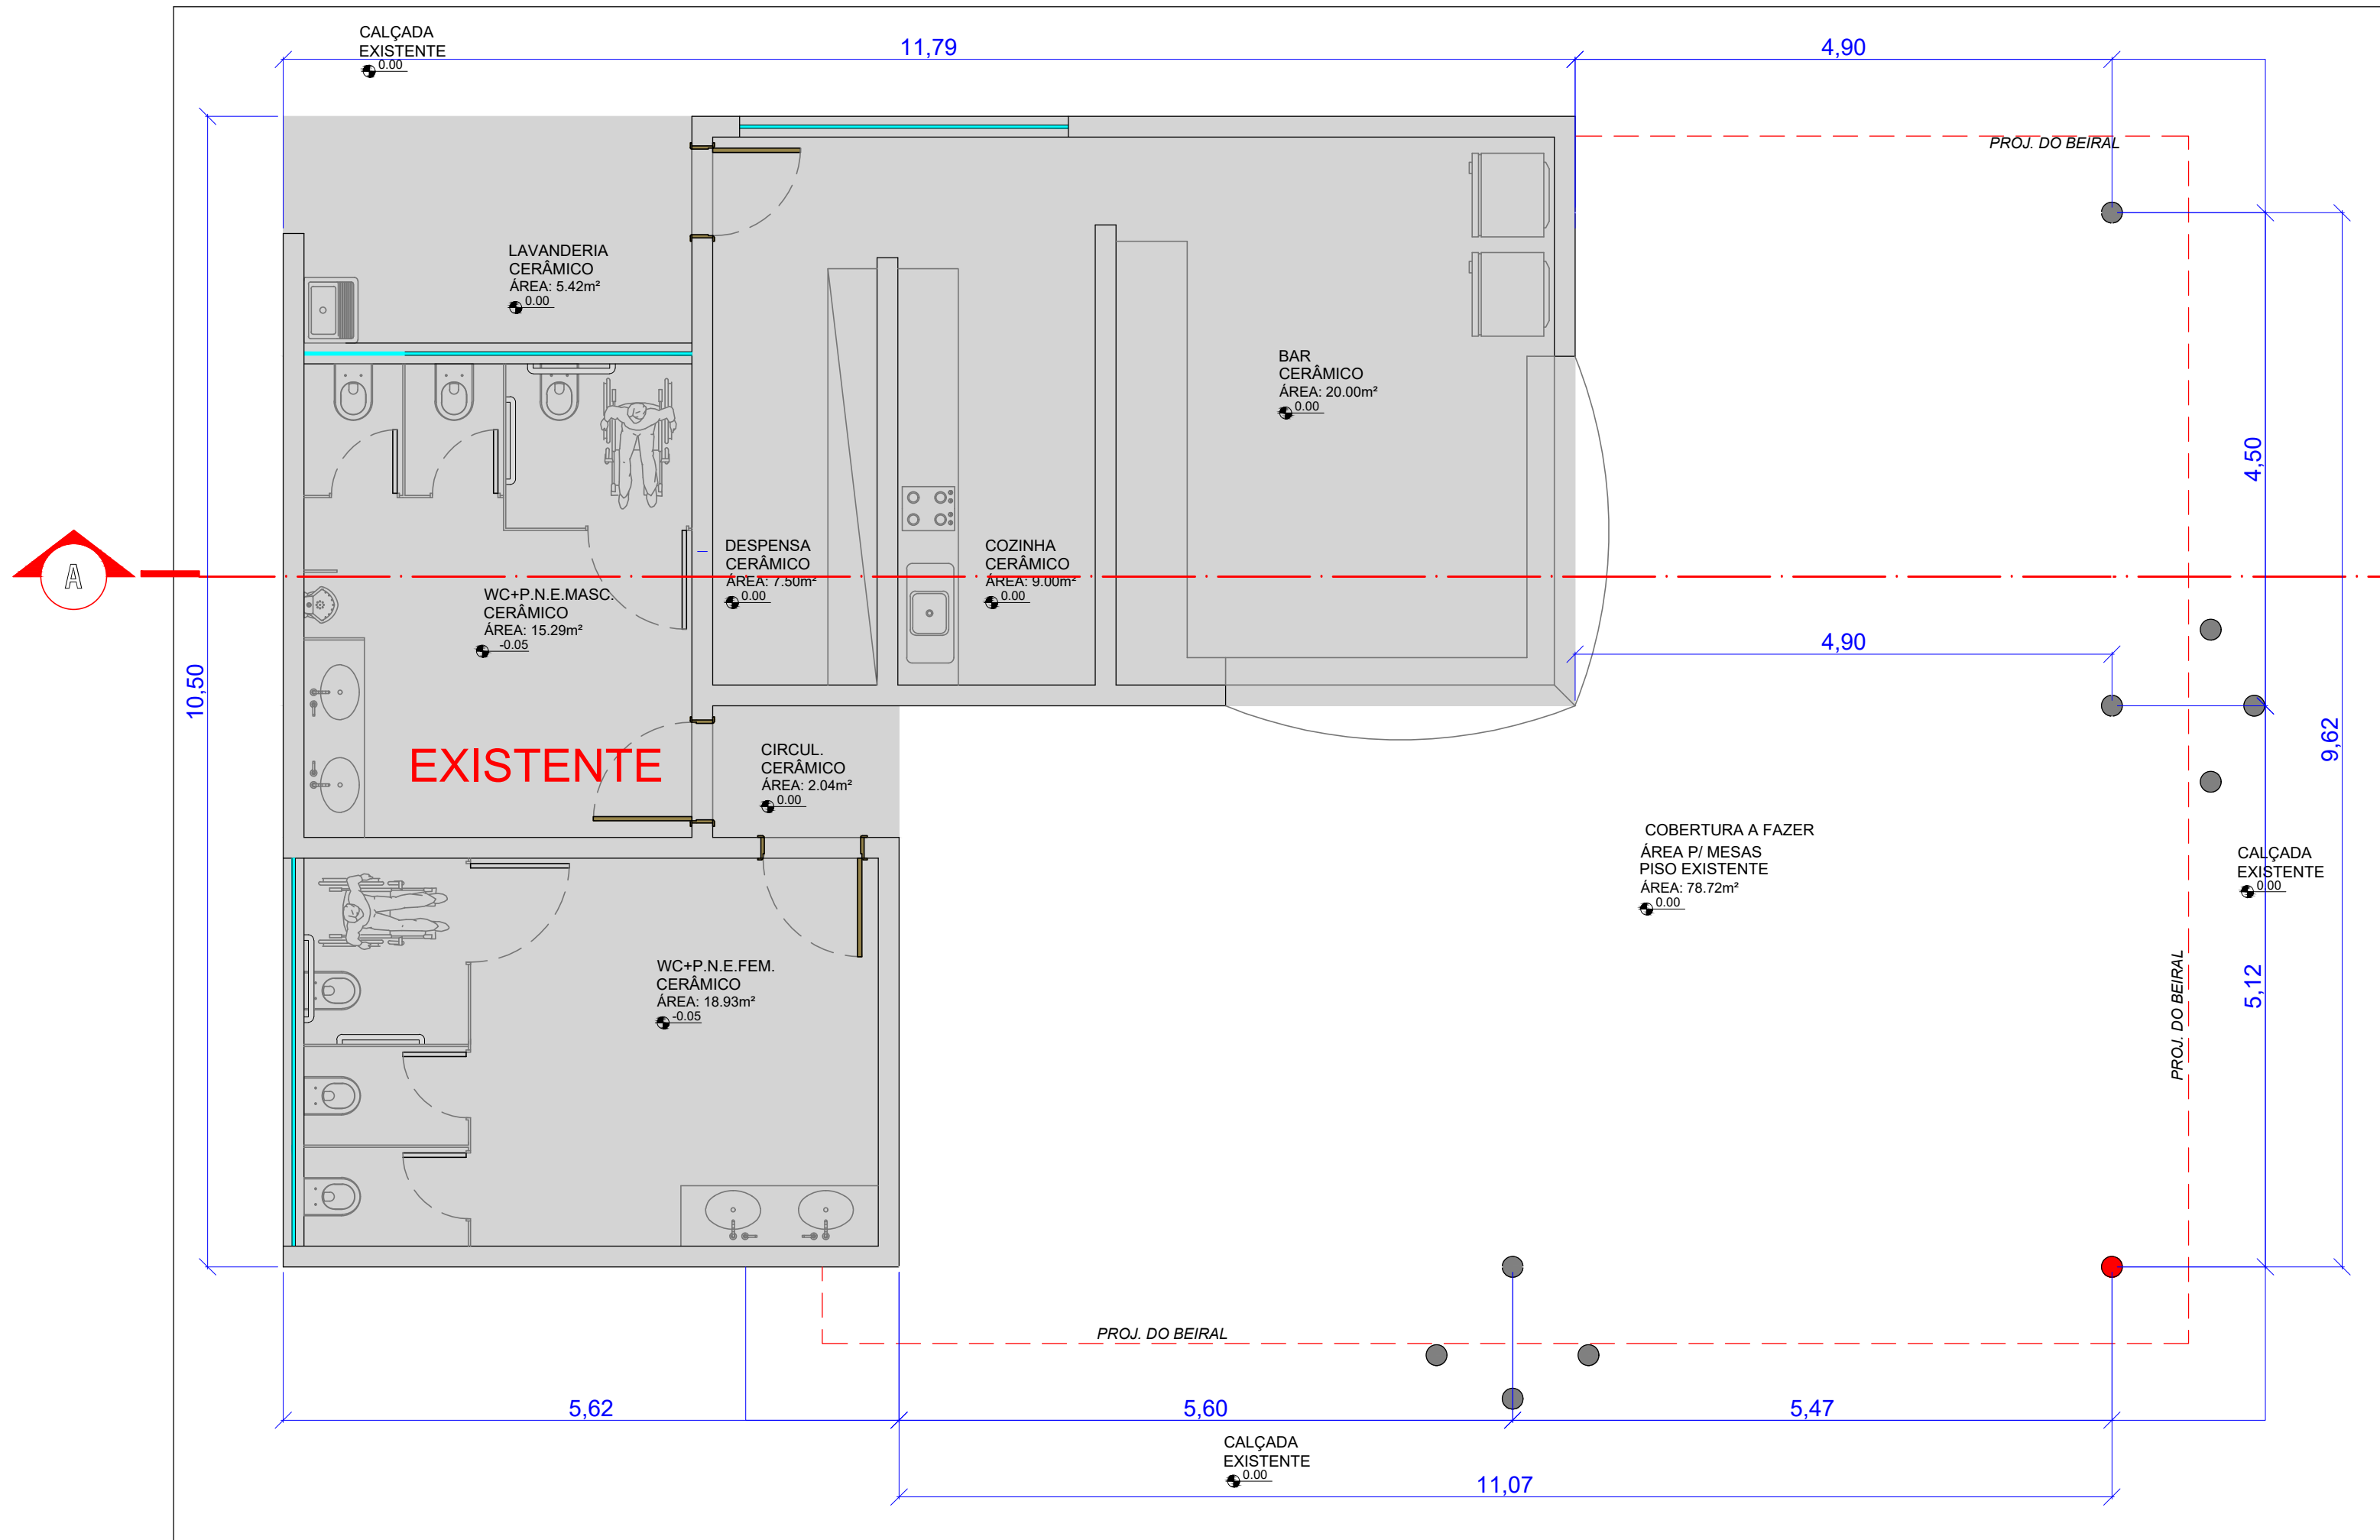 CALÇADA
EXISTENTE
0.00
11,79
4,90
PROJ. DO BEIRAL
LAVANDERIA
CERÂMICO
ÁREA: 5.42m²
0.00
BAR
CERÂMICO
ÁREA: 20.00m²
0.00
4,50
A
DESPENSA
CERÂMICO
ÁREA: 7.50m²
0.00
COZINHA
CERÂMICO
ÁREA: 9.00m²
0.00
WC+P.N.E.MASC.
CERÂMICO
ÁREA: 15.29m²
-0.05
4,90
10,50
9,62
EXISTENTE
CIRCUL.
CERÂMICO
ÁREA: 2.04m²
0.00
COBERTURA A FAZER
ÁREA P/ MESAS
PISO EXISTENTE
ÁREA: 78.72m²
0.00
CALÇADA
EXISTENTE
0.00
WC+P.N.E.FEM.
CERÂMICO
ÁREA: 18.93m²
-0.05
5,12
PROJ. DO BEIRAL
PROJ. DO BEIRAL
5,62
5,60
5,47
CALÇADA
EXISTENTE
0.00
11,07